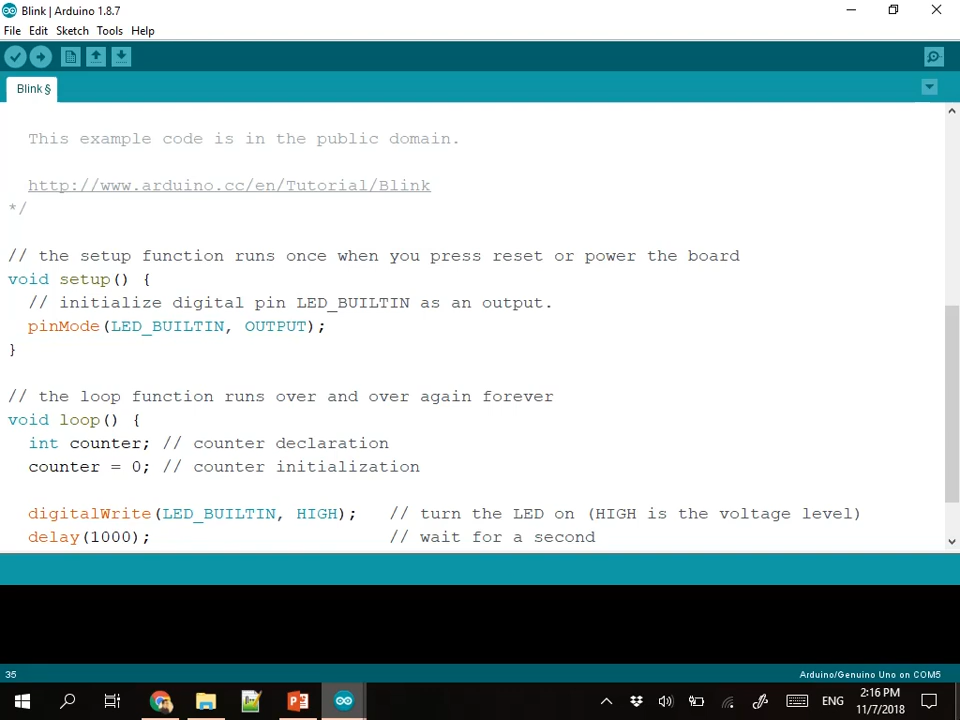 Blink | Arduino 1.8.7
File Edit Sketch Tools Help
Blink §
This example code is in the public domain.
http://www.arduino.cc/en/Tutorial/Blink
*/
// the setup function runs once when you press reset or power the board
void setup() {
// initialize digital pin LED_BUILTIN as an output.
pinMode(LED_BUILTIN, OUTPUT);
}
// the loop function runs over and over again forever
void loop() {
int counter; // counter declaration
counter = 0; // counter initialization
digitalWrite(LED_BUILTIN, HIGH);   // turn the LED on (HIGH is the voltage level)
delay(1000);                       // wait for a second
35
Arduino/Genuino Uno on COM5
ENG
2:16 PM
11/7/2018